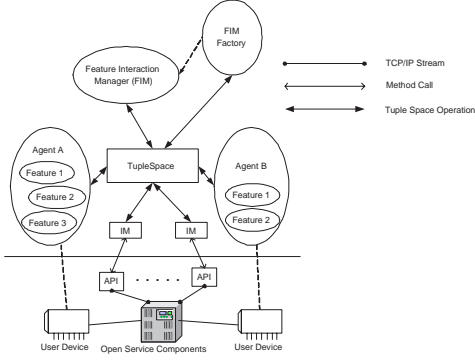 FIM
Factory
TCP/IP Stream
Feature Interaction
Manager (FIM)
Method Call
Tuple Space Operation
Agent A
TupleSpace
Agent B
Feature 1
Feature 2
Feature 3
Feature 1
Feature 2
IM
IM
API
. . . . .
API
User Device
Open Service Components
User Device